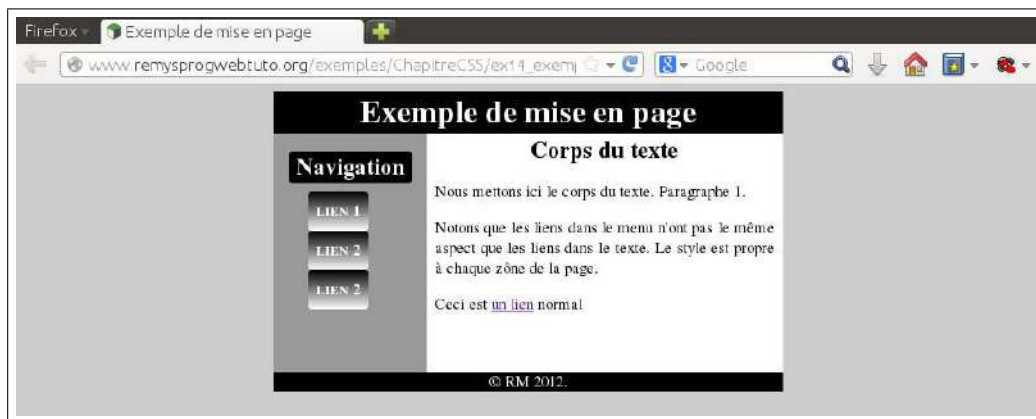 Firefox
Exemple de mise en page
www.remysprogwebtuto.org/exemples/ChapitreCSS/ex14_exemp
Google
Exemple de mise en page
Navigation
LIEN 1
LIEN 2
LIEN 2
Corps du texte
Nous mettons ici le corps du texte. Paragraphe 1.
Notons que les liens dans le menu n'ont pas le même
aspect que les liens dans le texte. Le style est propre
à chaque zône de la page.
Ceci est un lien normal
© RM 2012.